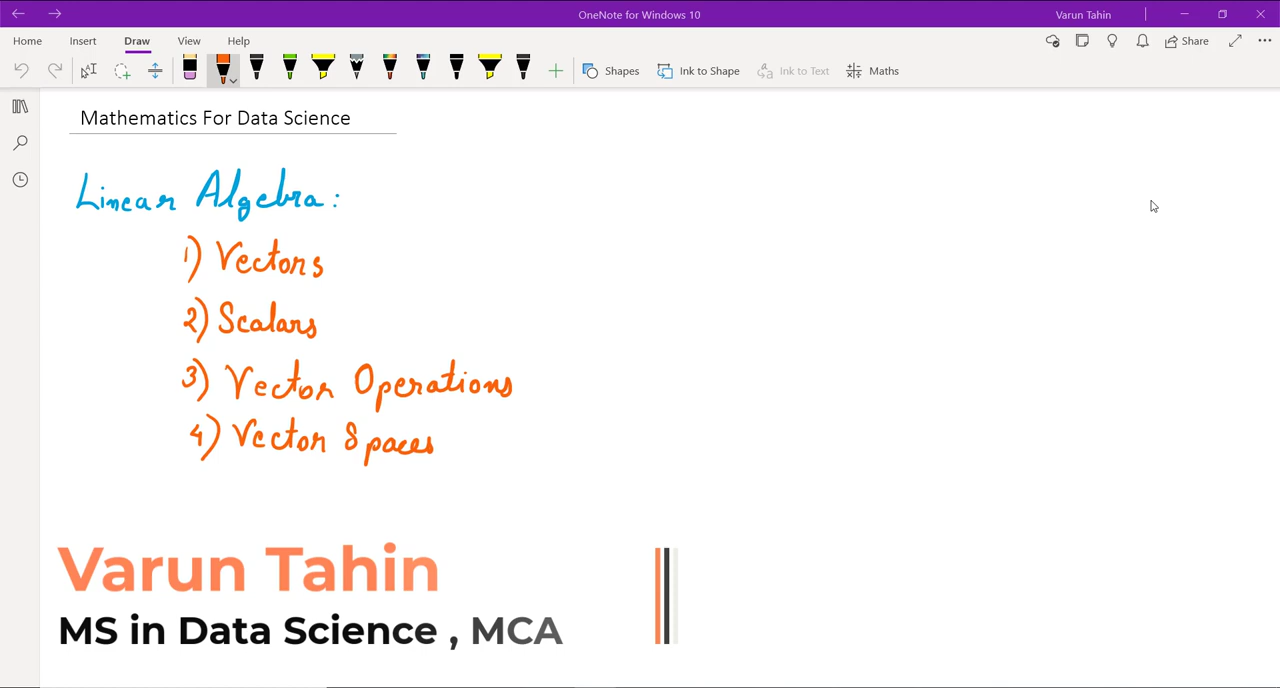 OneNote for Windows 10
Varun Tahin
Home Insert Draw View Help
Share
Shapes Ink to Shape Ink to Text Maths
Mathematics For Data Science
Linear Algebra:
1) Vectors
2) Scalars
3) Vector Operations
4) Vector Spaces
Varun Tahin
MS in Data Science , MCA